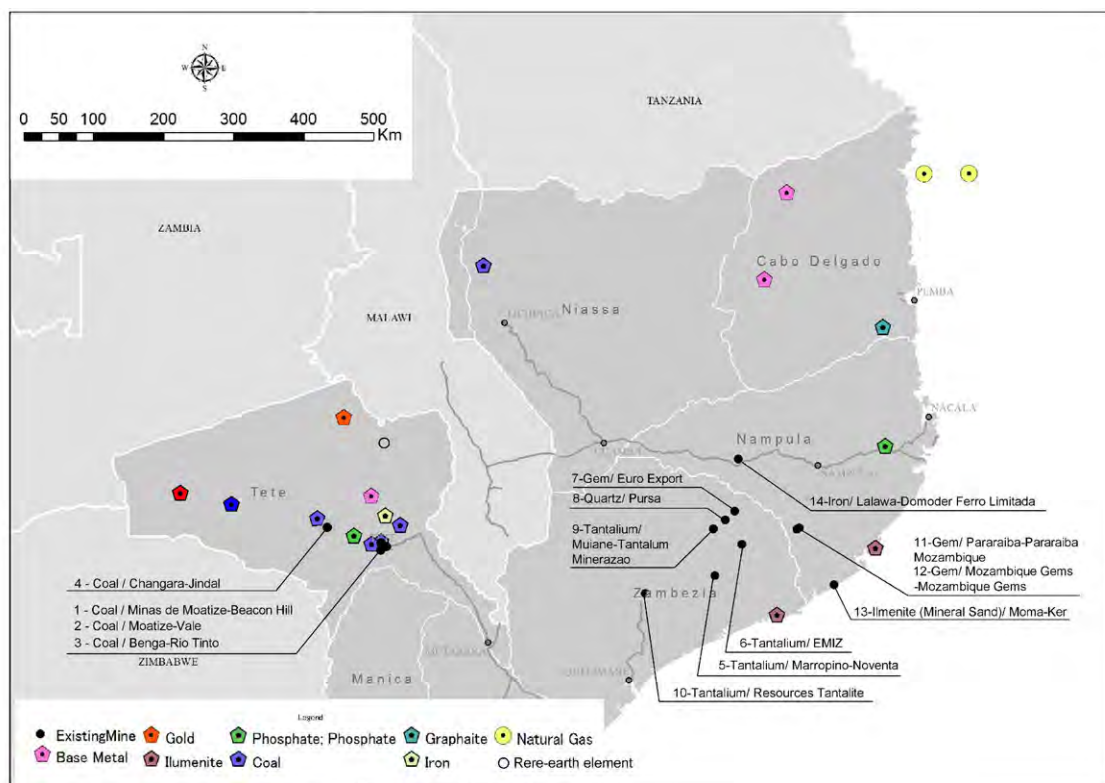 N
W E
S
0 50 100 200 300 400 500
Km
TANZANIA
ZAMBIA
Cabo Delgado
PEMBA
Niassa
MALAWI
LICHINGA
NACALA
Nampula
Tete
7-Gem/ Euro Export
8-Quartz/ Pursa
9-Tantalium/
Muiane-Tantalum
Minerazao
14-Iron/ Lalawa-Domoder Ferro Limitada
11-Gem/ Pararaiba-Pararaiba
Mozambique
12-Gem/ Mozambique Gems
-Mozambique Gems
4 - Coal / Changara-Jindal
13-Ilmenite (Mineral Sand)/ Moma-Ker
Zambezia
1 - Coal / Minas de Moatize-Beacon Hill
2 - Coal / Moatize-Vale
3 - Coal / Benga-Rio Tinto
6-Tantalium/ EMIZ
5-Tantalium/ Marropino-Noventa
ZIMBABWE
Manica
QUELIMANE
10-Tantalium/ Resources Tantalite
Legend
ExistingMine
Gold
Phosphate; Phosphate
Graphaite
Natural Gas
Base Metal
Ilumenite
Coal
Iron
Rere-earth element